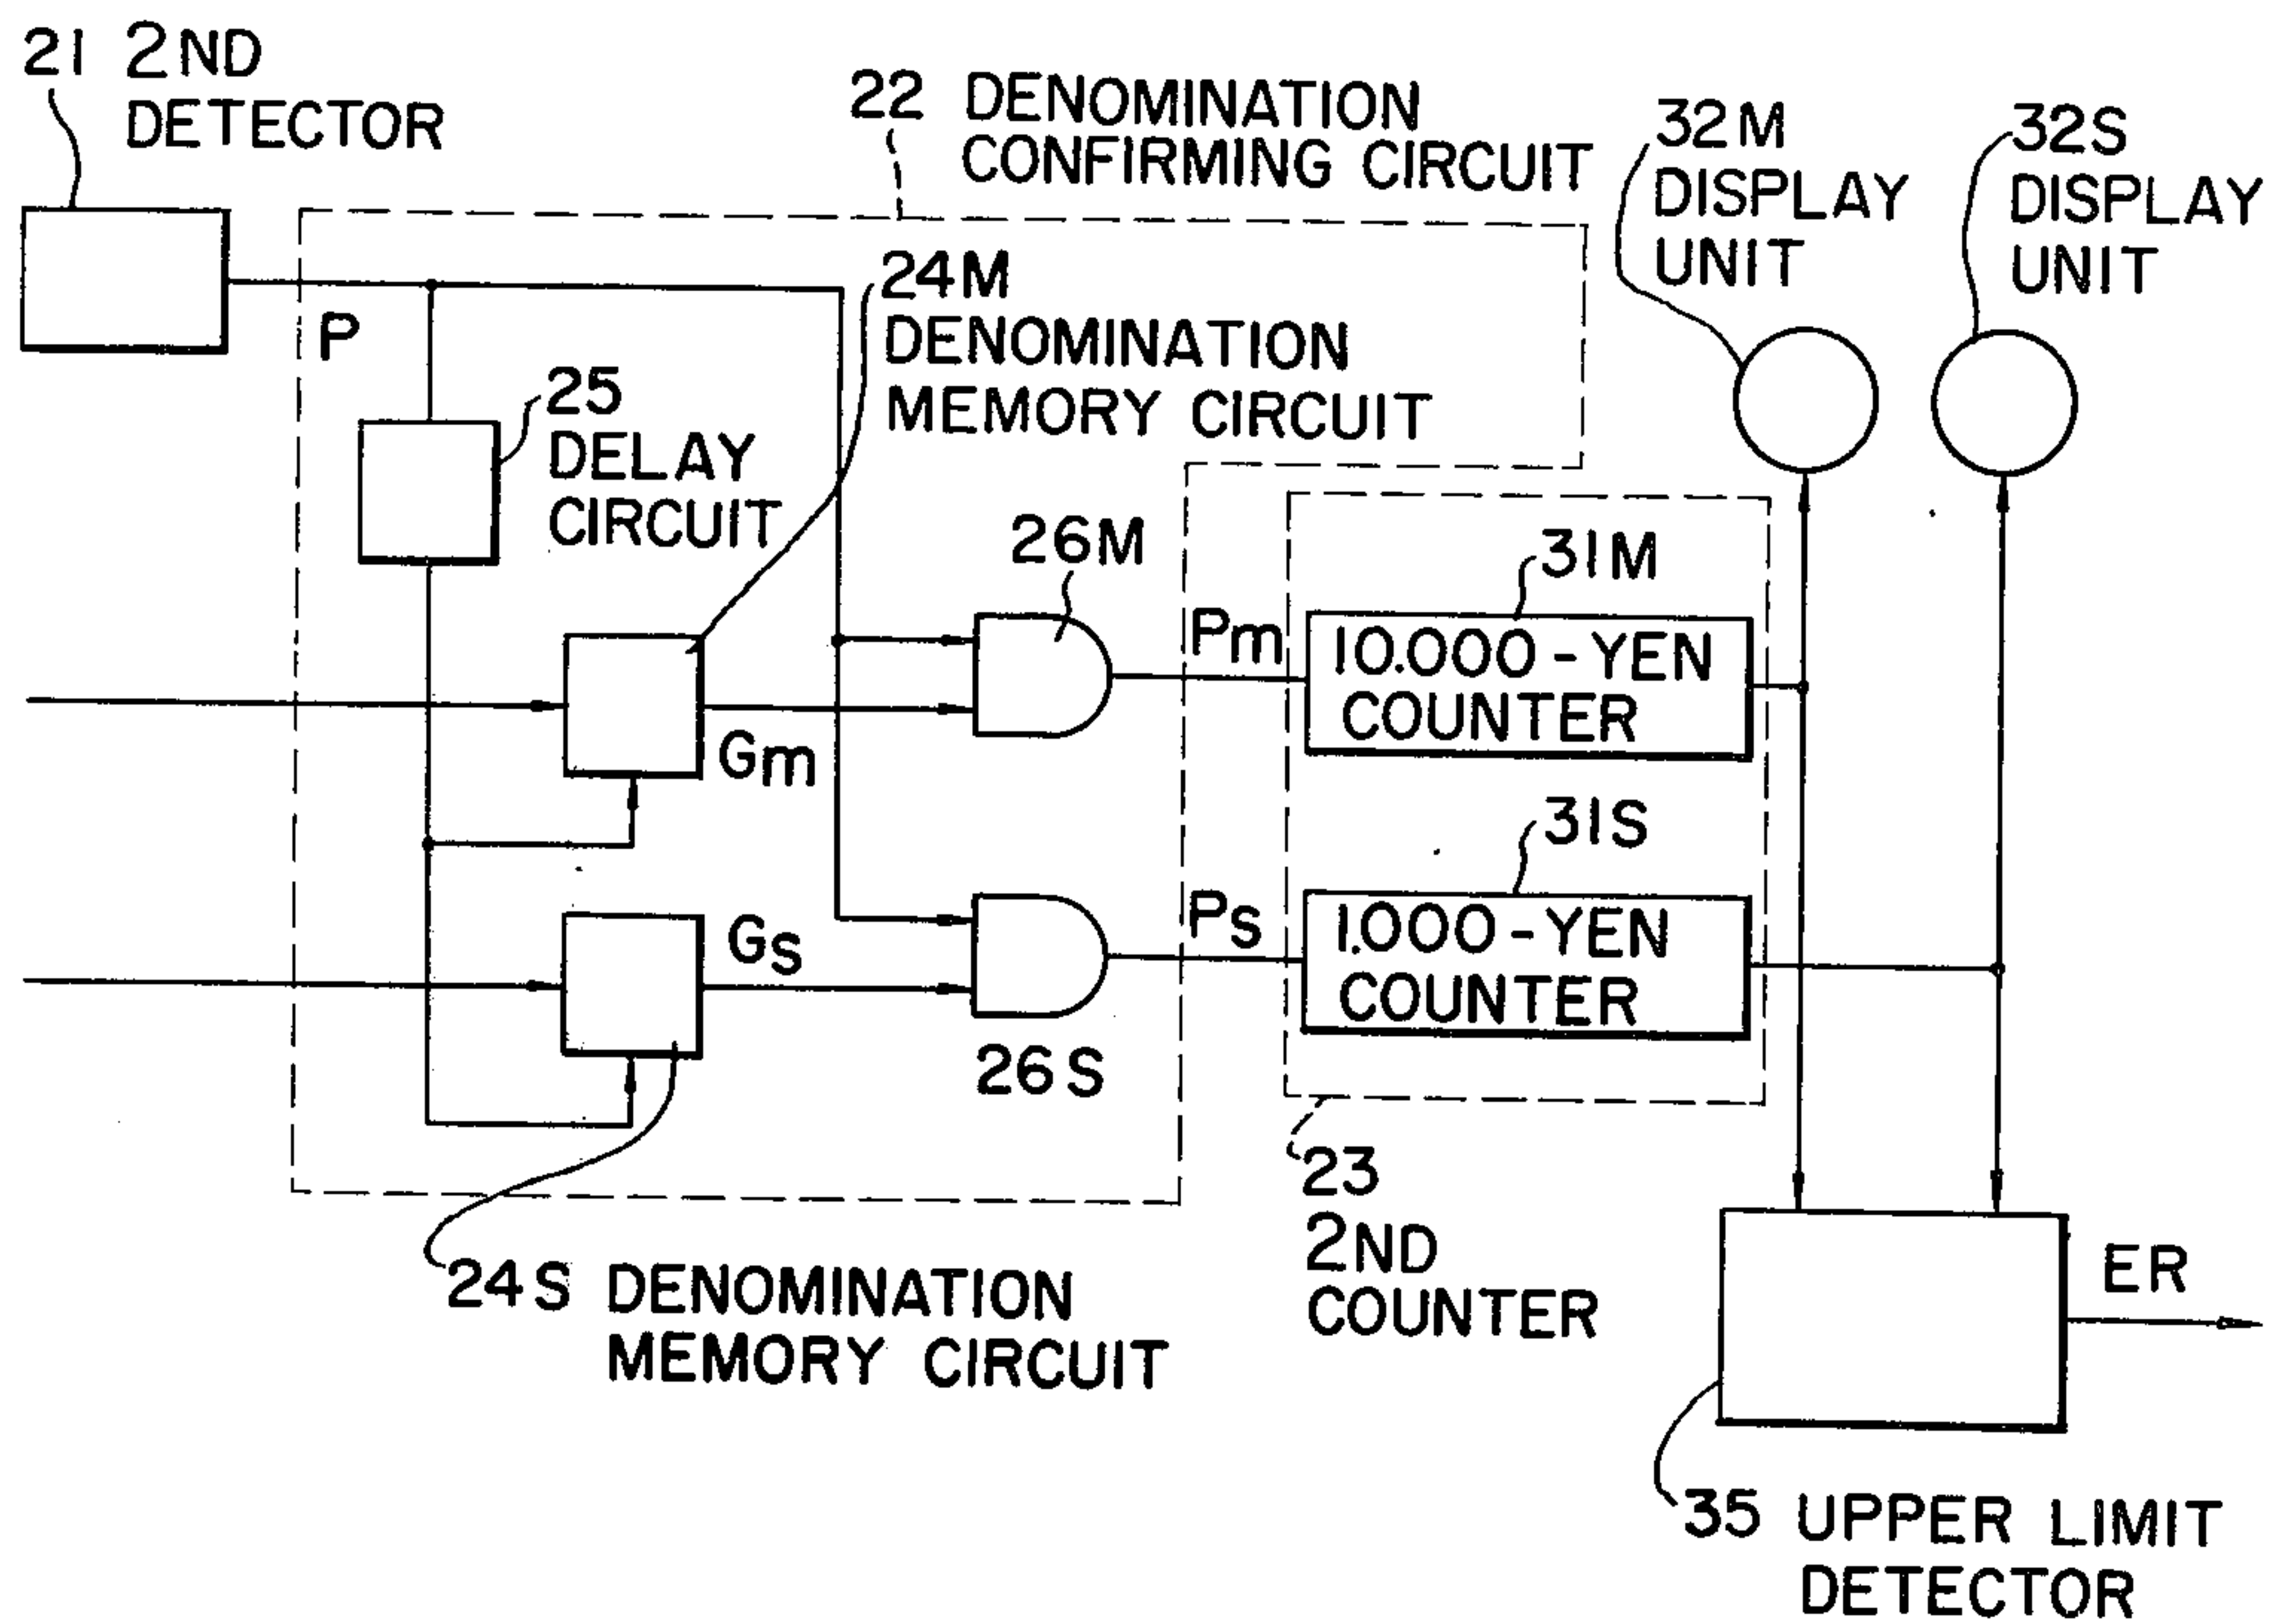 21 2ND
DETECTOR
22 DENOMINATION
CONFIRMING CIRCUIT
32M
DISPLAY
UNIT
32S
DISPLAY
UNIT
P
24M
DENOMINATION
MEMORY CIRCUIT
25
DELAY
CIRCUIT
26M
31M
Pm
10.000-YEN
COUNTER
Gm
31S
Gs
Ps
1.000-YEN
COUNTER
26S
23
2ND
COUNTER
24S DENOMINATION
MEMORY CIRCUIT
ER
35 UPPER LIMIT
DETECTOR